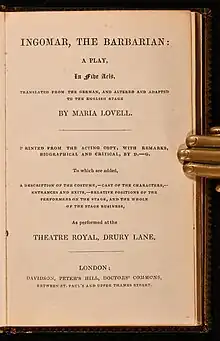 INGOMAR, THE BARBARIAN:
A PLAY,
In Five Acts,
TRANSLATED FROM THE GERMAN, AND ALTERED AND ADAPTED
TO THE ENGLISH STAGE
BY MARIA LOVELL.
RINTED FROM THE ACTING COPY, WITH REMARKS,
BIOGRAPHICAL AND CRITICAL, BY D.—G.
To which are added,
A DESCRIPTION OF THE COSTUME,—CAST OF THE CHARACTERS,—
ENTRANCES AND EXITS,—RELATIVE POSITIONS OF THE
PERFORMERS ON THE STAGE, AND THE WHOLE
OF THE STAGE BUSINESS,
As performed at the
THEATRE ROYAL, DRURY LANE.
LONDON:
DAVIDSON, PETER'S HILL, DOCTORS' COMMONS,
BETWEEN ST. PAUL'S AND UPPER THAMES STREET.